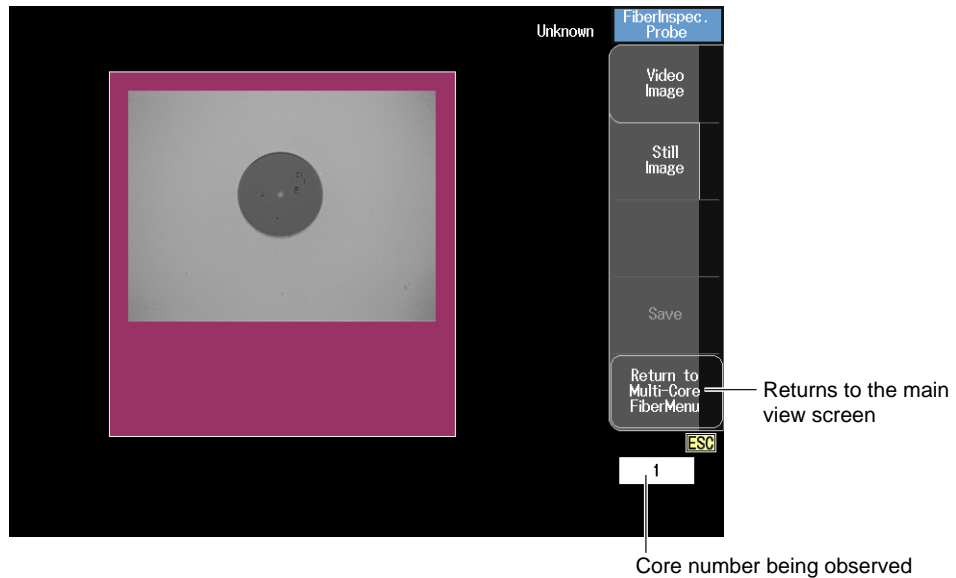 Unknown
FiberInspec.
Probe
Video
Image
Still
Image
Save
Return to
Multi-Core
FiberMenu
Returns to the main
view screen
ESC
1
Core number being observed